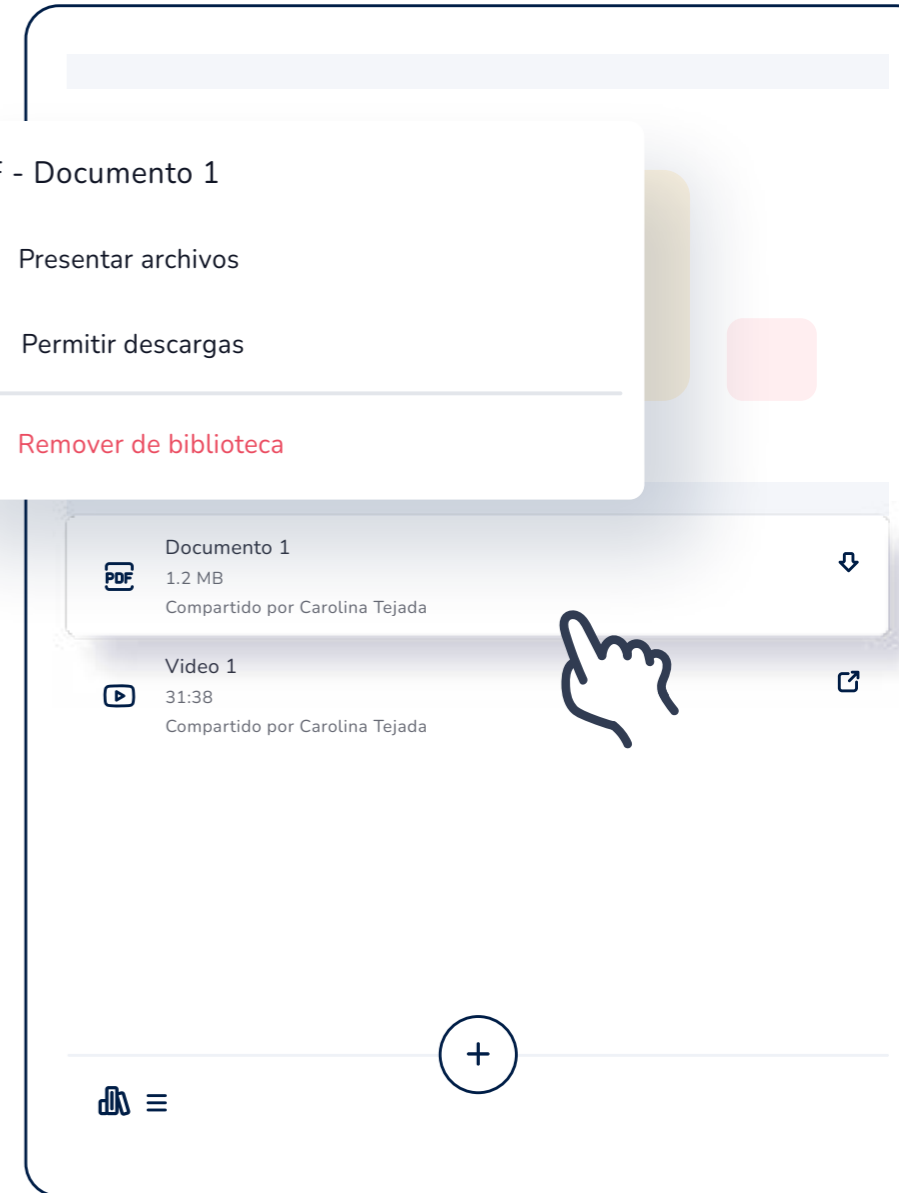 - Documento 1
Presentar archivos
Permitir descargas
Remover de biblioteca
Documento 1
PDF
1.2 MB
Compartido por Carolina Tejada
Video 1
31:38
Compartido por Carolina Tejada